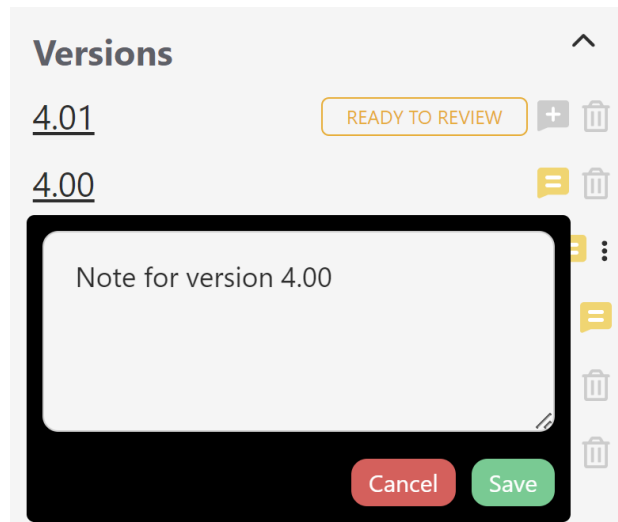 Versions
4.01
READY TO REVIEW
4.00
Note for version 4.00
Cancel
Save